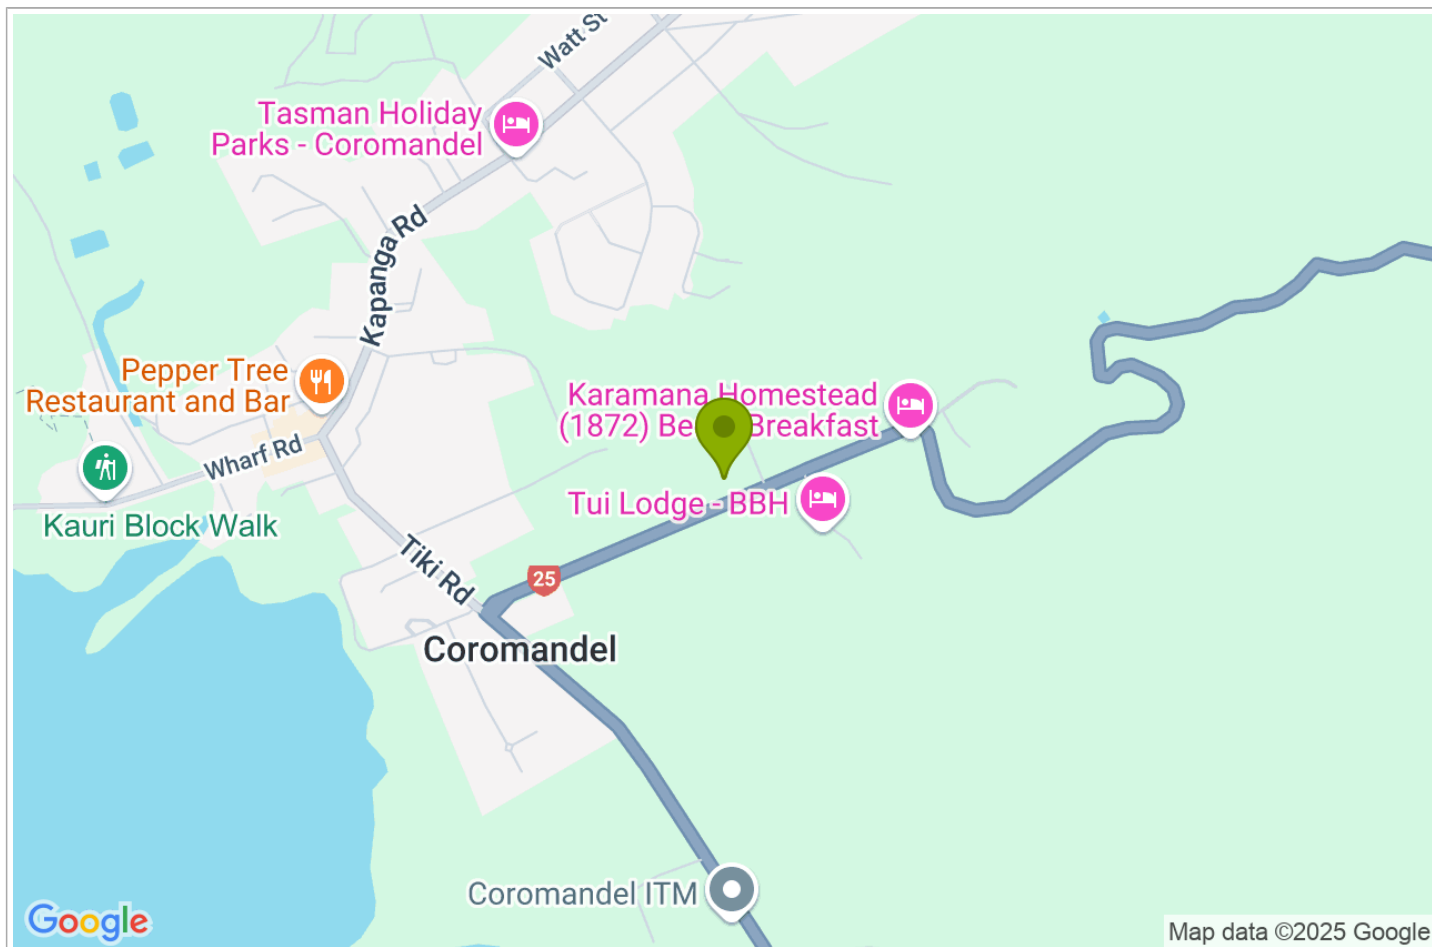 Watt St
Tasman Holiday
Parks - Coromandel
Kapanga Rd
Pepper Tree
Restaurant and Bar
Karamana Homestead
(1872) Be Breakfast
Wharf Rd
Tui Lodge - BBH
Kauri Block Walk
Tiki Rd
25
Coromandel
Coromandel ITM
Google
Map data ©2025 Google